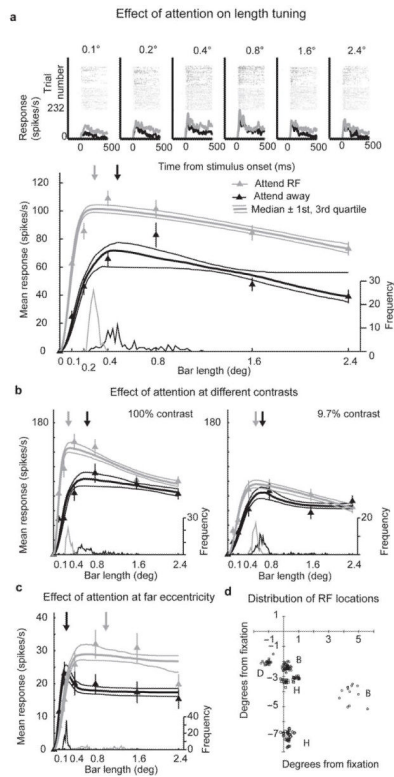 Effect of attention on length tuning
a
0.1° 0.2° 0.4° 0.8° 1.6° 2.4°
Trial number
232
Response (spikes/s)
0
0 500 0 500 0 500 0 500 0 500 0 500
Time from stimulus onset (ms)
Attend RF
Attend away
Median ± 1st, 3rd quartile
Mean response (spikes/s)
120
100
80
60
40
20
0
30
20
10
0
Frequency
0 0.1 0.2 0.4 0.8 1.6 2.4
Bar length (deg)
b Effect of attention at different contrasts
180 100% contrast 180 9.7% contrast
Mean response (spikes/s)
30 20
Frequency Frequency
0.1 0.4 0.8 1.6 2.4 0.1 0.4 0.8 1.6 2.4
Bar length (deg) Bar length (deg)
c Effect of attention at far eccentricity
Mean response (spikes/s)
40
30
20
10
0
40
20
0
Frequency
0.10.4 0.8 1.6 2.4
Bar length (deg)
d Distribution of RF locations
1
−1 1 5
−1
−3
−7
D B H B H
Degrees from fixation
Degrees from fixation